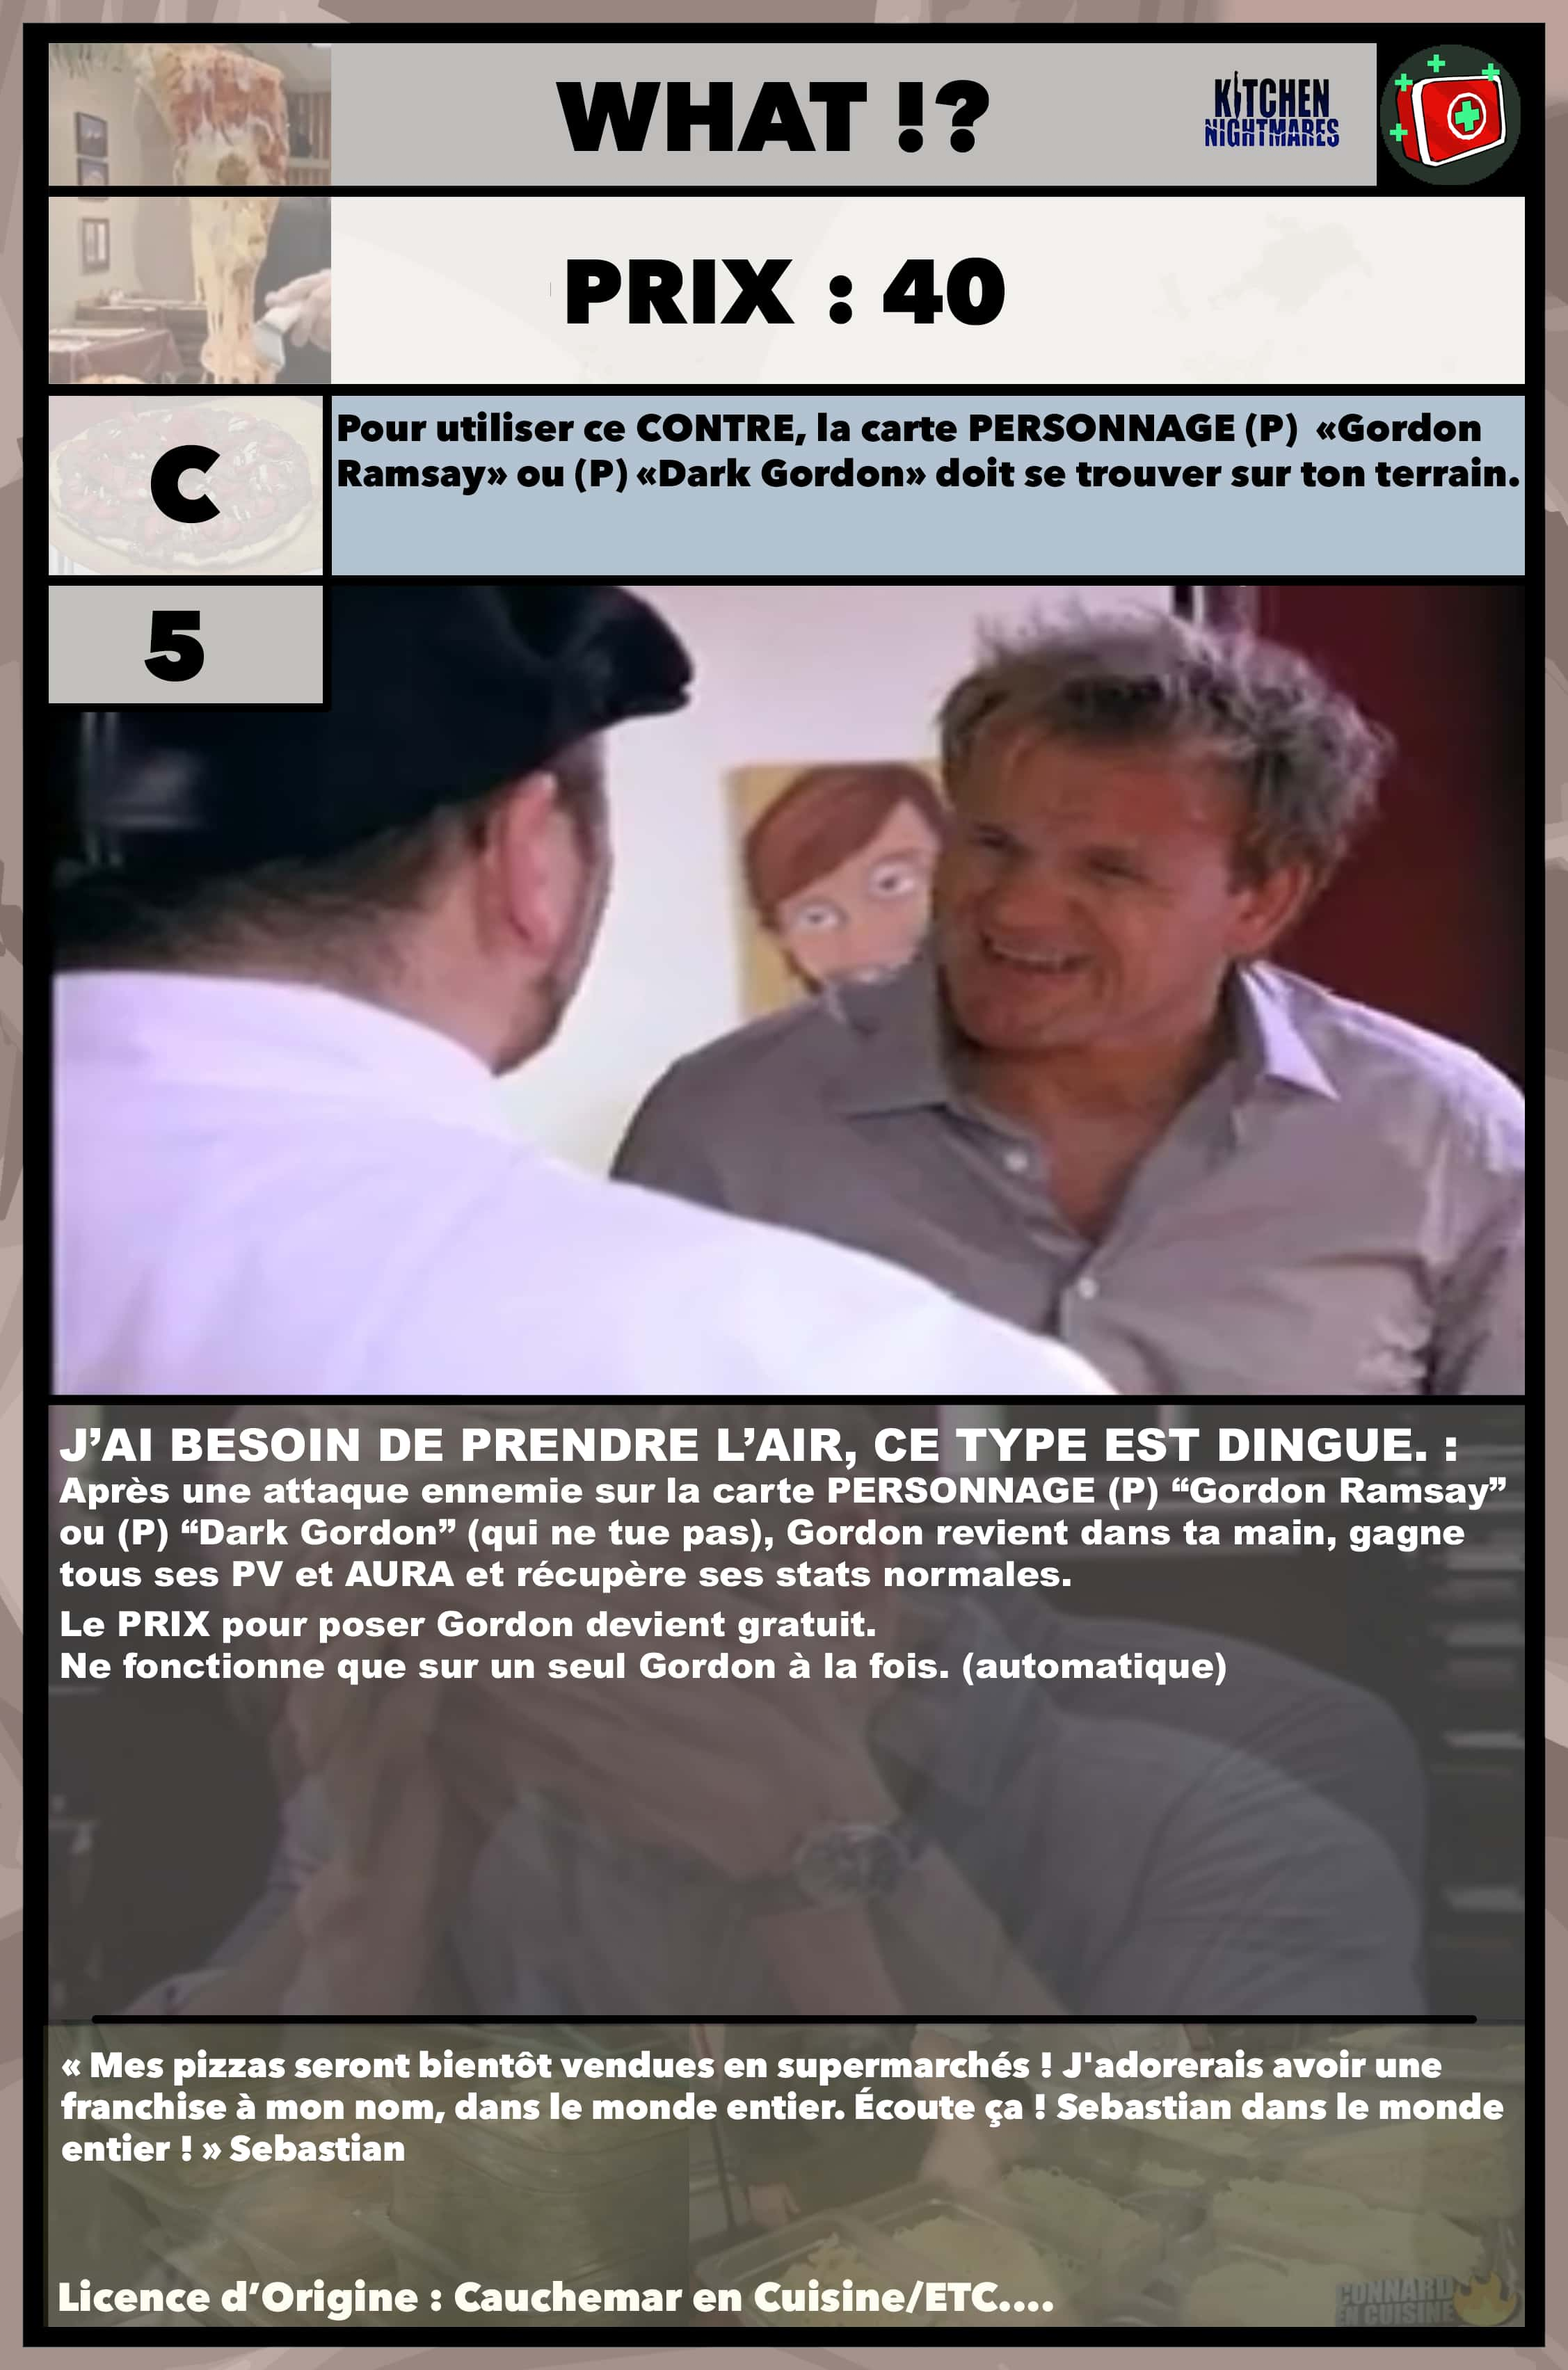 WHAT !?
KITCHEN
NIGHTMARES
PRIX : 40
C
Pour utiliser ce CONTRE, la carte PERSONNAGE (P) «Gordon
Ramsay» ou (P) «Dark Gordon» doit se trouver sur ton terrain.
5
J’AI BESOIN DE PRENDRE L’AIR, CE TYPE EST DINGUE. :
Après une attaque ennemie sur la carte PERSONNAGE (P) “Gordon Ramsay”
ou (P) “Dark Gordon” (qui ne tue pas), Gordon revient dans ta main, gagne
tous ses PV et AURA et récupère ses stats normales.
Le PRIX pour poser Gordon devient gratuit.
Ne fonctionne que sur un seul Gordon à la fois. (automatique)
« Mes pizzas seront bientôt vendues en supermarchés ! J'adorerais avoir une
franchise à mon nom, dans le monde entier. Écoute ça ! Sebastian dans le monde
entier ! » Sebastian
Licence d’Origine : Cauchemar en Cuisine/ETC....
CONNARD
EN CUISINE